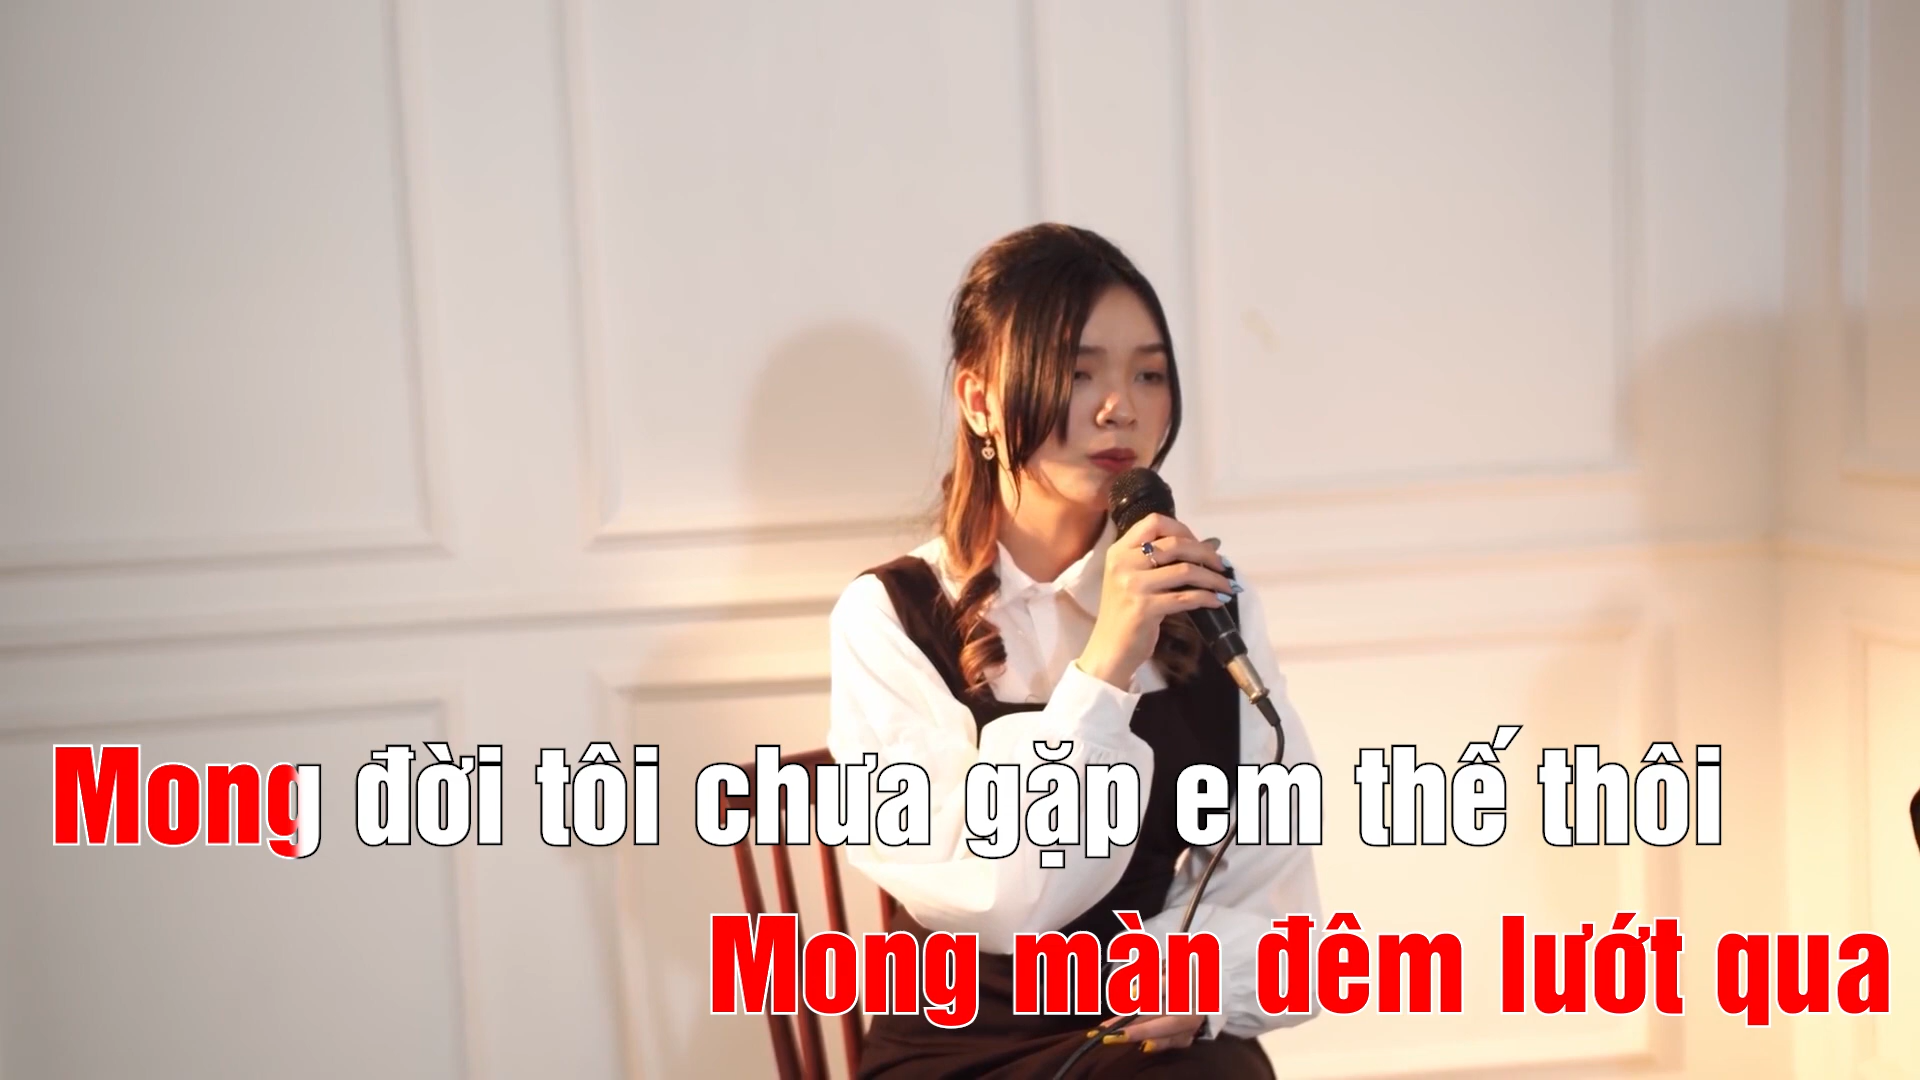 Mong đời tôi chưa gặp em thế thôi
Mong màn đêm lướt qua